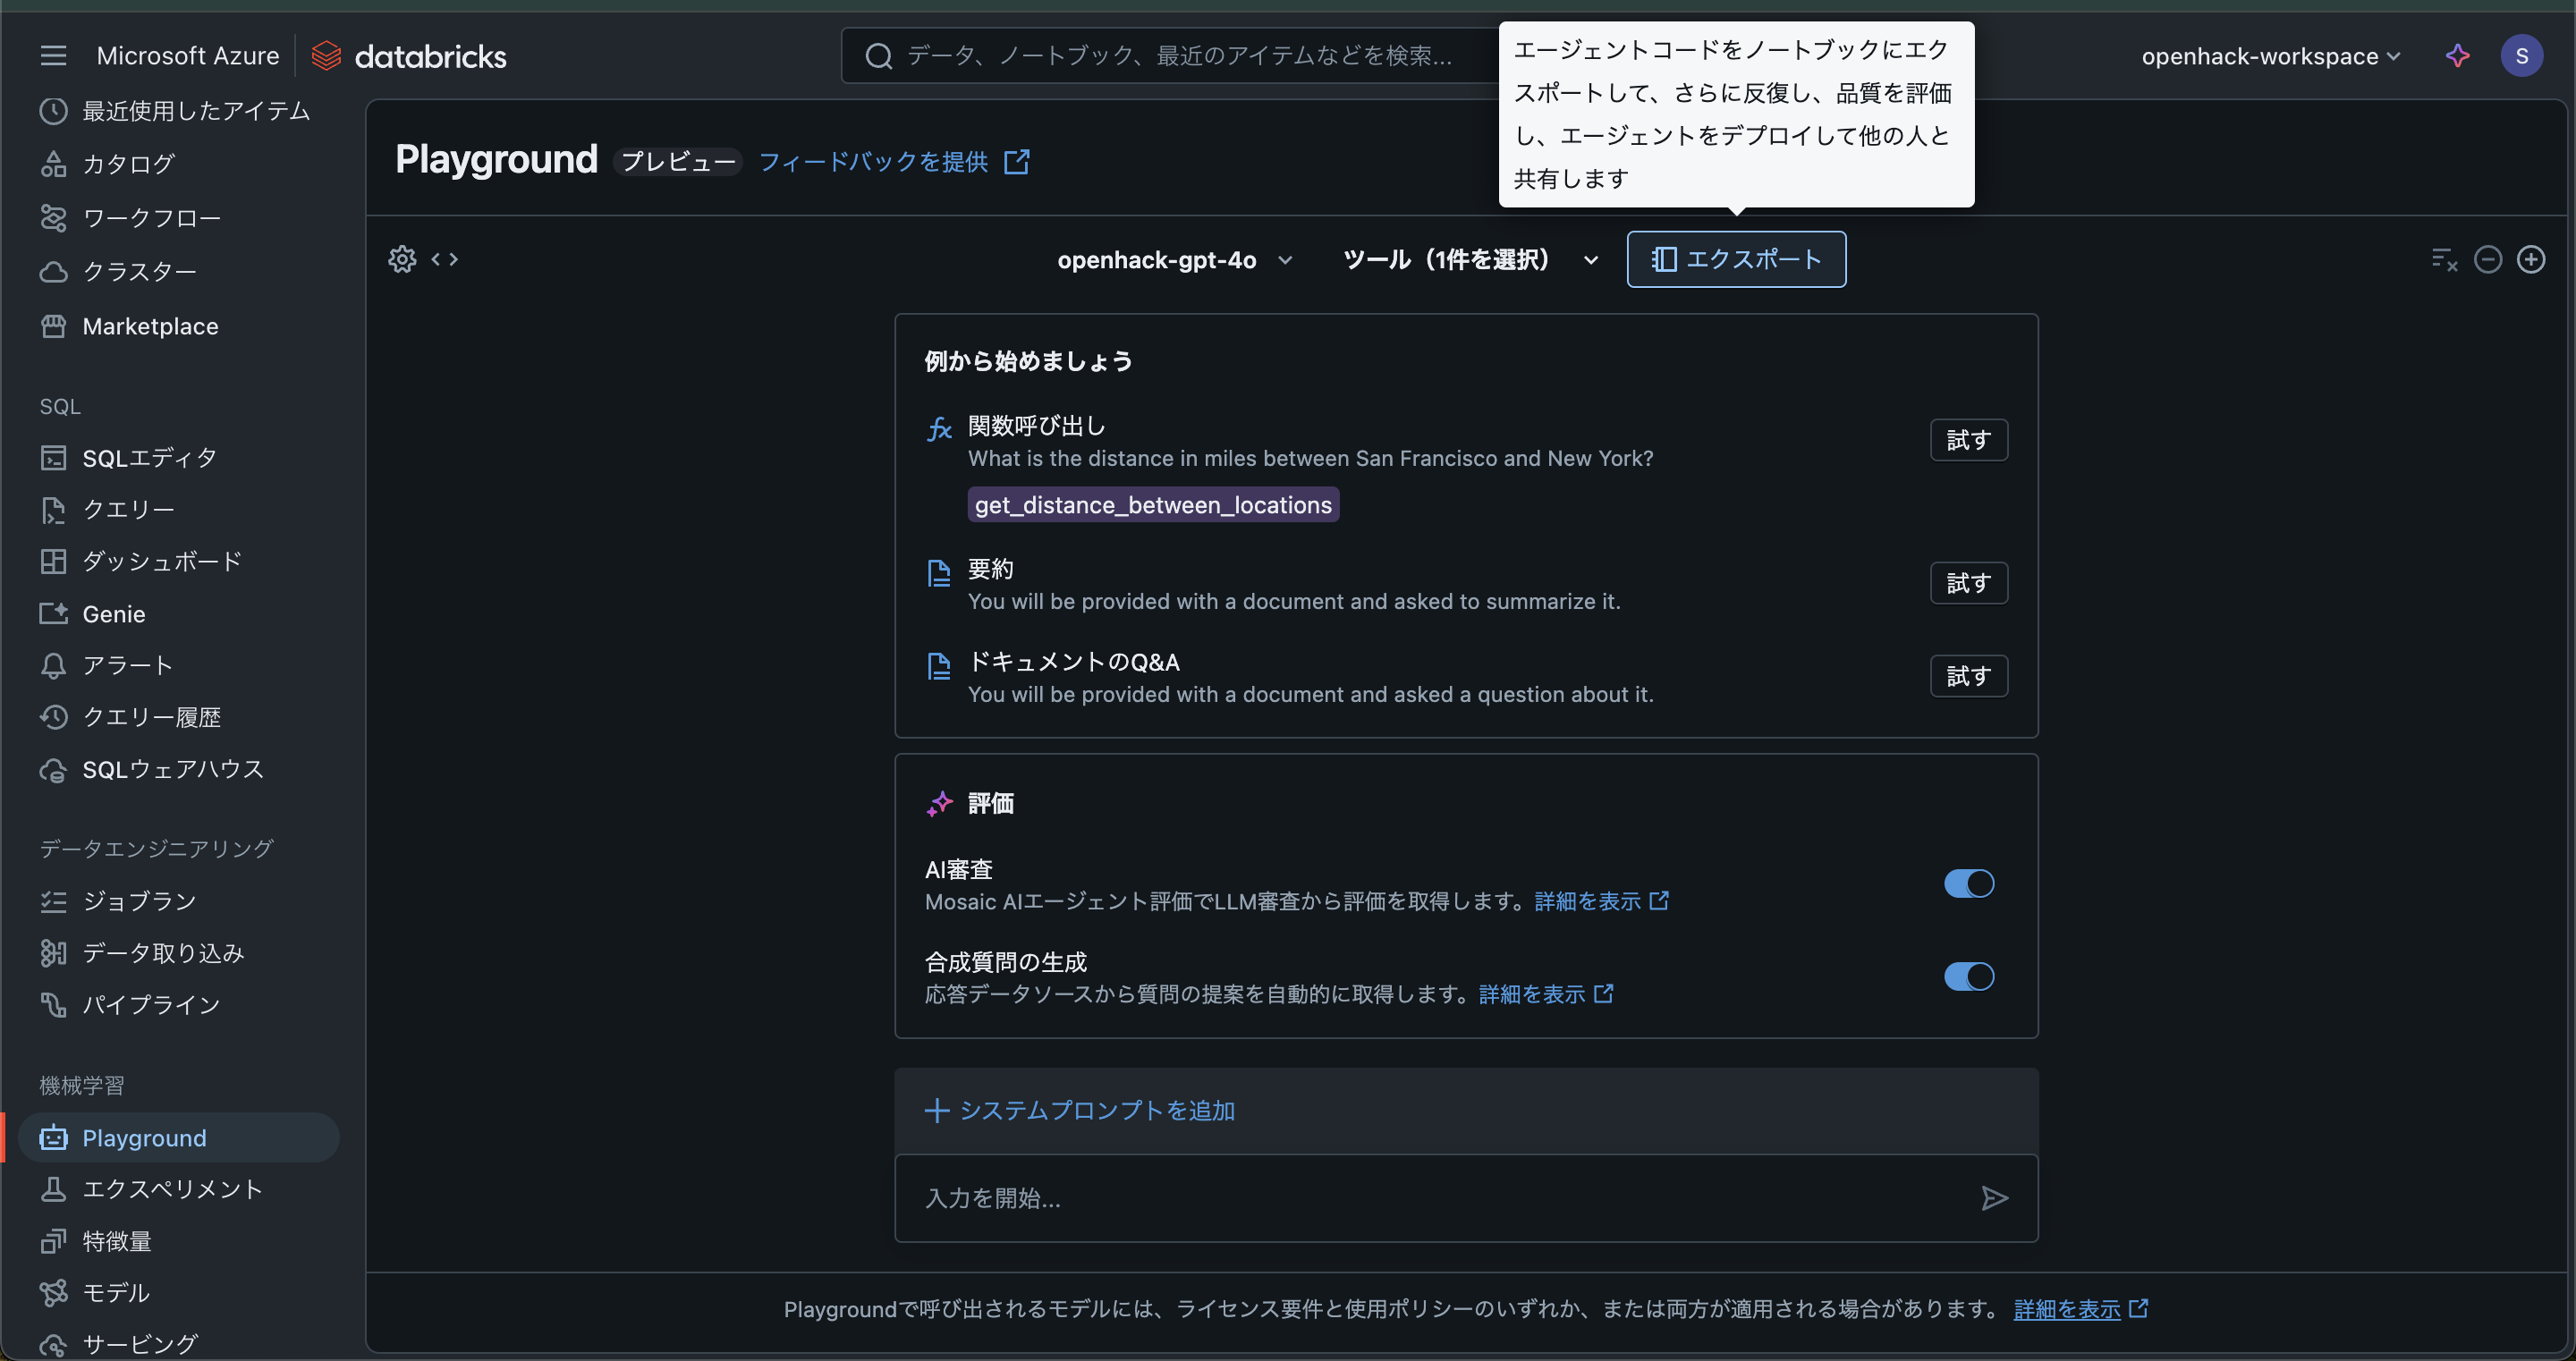 Microsoft Azure
databricks
データ、ノートブック、最近のアイテムなどを検索...
エージェントコードをノートブックにエク
スポートして、さらに反復し、品質を評価
し、エージェントをデプロイして他の人と
共有します
openhack-workspace
S
最近使用したアイテム
カタログ
ワークフロー
クラスター
Marketplace
SQL
SQLエディタ
クエリー
ダッシュボード
Genie
アラート
クエリー履歴
SQLウェアハウス
データエンジニアリング
ジョブラン
データ取り込み
パイプライン
機械学習
Playground
エクスペリメント
特徴量
モデル
サービング
Playground プレビュー フィードバックを提供
openhack-gpt-4o ツール（1件を選択） エクスポート
例から始めましょう
関数呼び出し
What is the distance in miles between San Francisco and New York?
get_distance_between_locations
試す
要約
You will be provided with a document and asked to summarize it.
試す
ドキュメントのQ&A
You will be provided with a document and asked a question about it.
試す
評価
AI審査
Mosaic AIエージェント評価でLLM審査から評価を取得します。詳細を表示
合成質問の生成
応答データソースから質問の提案を自動的に取得します。詳細を表示
システムプロンプトを追加
入力を開始...
Playgroundで呼び出されるモデルには、ライセンス要件と使用ポリシーのいずれか、または両方が適用される場合があります。 詳細を表示